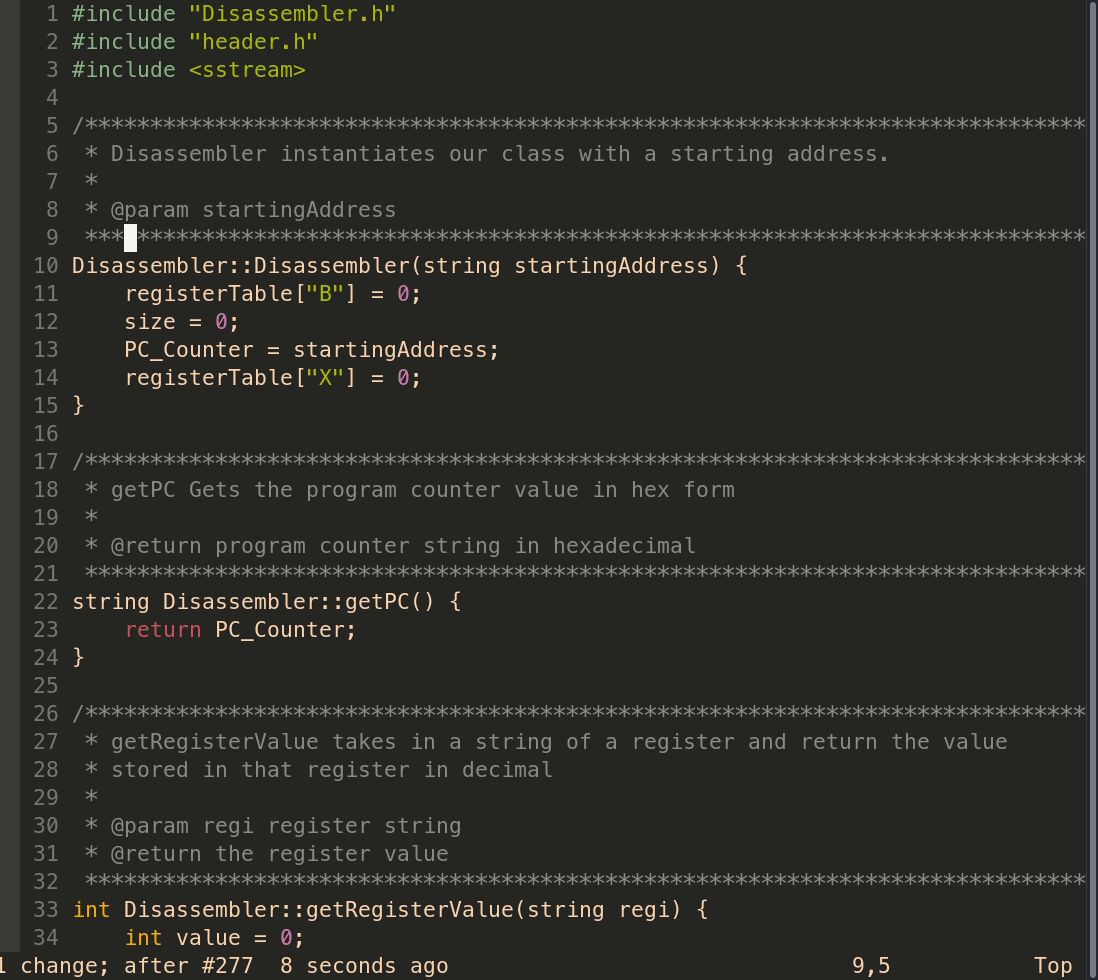 1 #include "Disassembler.h"
2 #include "header.h"
3 #include <sstream>
4
5 /*****************************************************************************
6  * Disassembler instantiates our class with a starting address.
7  *
8  * @param startingAddress
9  *** *************************************************************************
10 Disassembler::Disassembler(string startingAddress) {
11     registerTable["B"] = 0;
12     size = 0;
13     PC_Counter = startingAddress;
14     registerTable["X"] = 0;
15 }
16
17 /*****************************************************************************
18  * getPC Gets the program counter value in hex form
19  *
20  * @return program counter string in hexadecimal
21  *****************************************************************************
22 string Disassembler::getPC() {
23     return PC_Counter;
24 }
25
26 /*****************************************************************************
27  * getRegisterValue takes in a string of a register and return the value
28  * stored in that register in decimal
29  *
30  * @param regi register string
31  * @return the register value
32  *****************************************************************************
33 int Disassembler::getRegisterValue(string regi) {
34     int value = 0;
1 change; after #277  8 seconds ago 9,5 Top